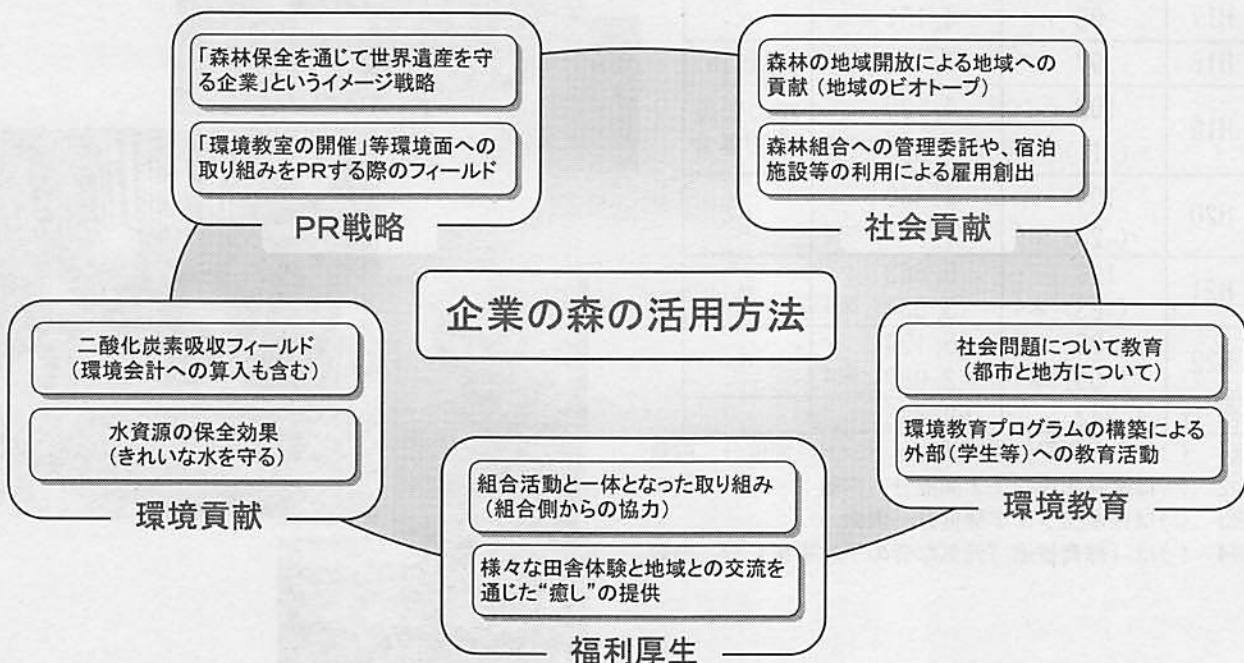 「森林保全を通じて世界遺産を守
る企業」というイメージ戦略
「環境教室の開催」等環境面への
取り組みをPRする際のフィールド
PR戦略
森林の地域開放による地域への
貢献（地域のビオトープ）
森林組合への管理委託や、宿泊
施設等の利用による雇用創出
社会貢献
企業の森の活用方法
二酸化炭素吸収フィールド
（環境会計への算入も含む）
水資源の保全効果
（きれいな水を守る）
環境貢献
社会問題について教育
（都市と地方について）
環境教育プログラムの構築による
外部（学生等）への教育活動
環境教育
組合活動と一体となった取り組み
（組合側からの協力）
様々な田舎体験と地域との交流を
通じた“癒し”の提供
福利厚生